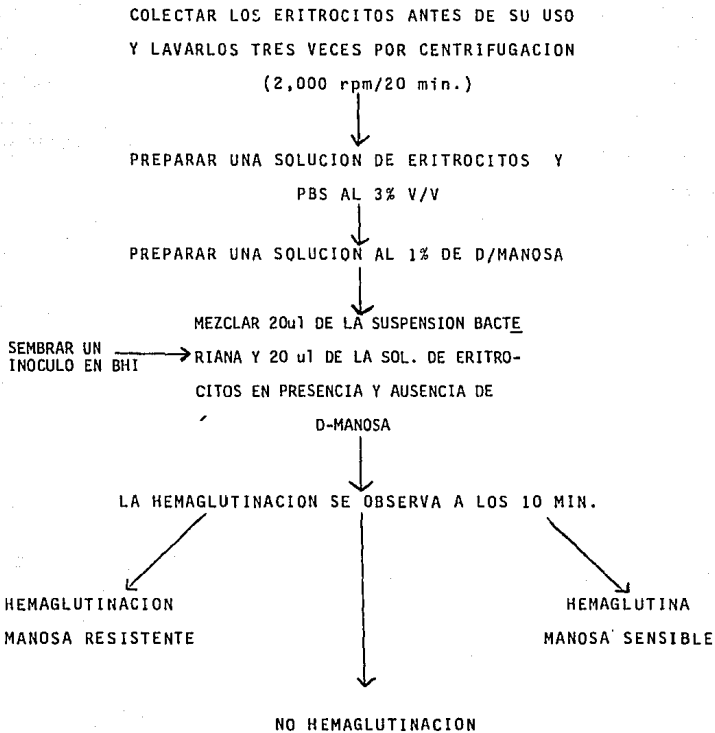 COLECTAR LOS ERITROCITOS ANTES DE SU USO
Y LAVARLOS TRES VECES POR CENTRIFUGACION
(2,000 rpm/20 min.)
PREPARAR UNA SOLUCION DE ERITROCITOS Y
PBS AL 3% V/V
PREPARAR UNA SOLUCION AL 1% DE D/MANOSA
SEMBRAR UN
INOCULO EN BHI
MEZCLAR 20ul DE LA SUSPENSION BACTE
RIANA Y 20 ul DE LA SOL. DE ERITRO-
CITOS EN PRESENCIA Y AUSENCIA DE
D-MANOSA
LA HEMAGLUTINACION SE OBSERVA A LOS 10 MIN.
HEMAGLUTINACION
MANOSA RESISTENTE
HEMAGLUTINA
MANOSA SENSIBLE
NO HEMAGLUTINACION